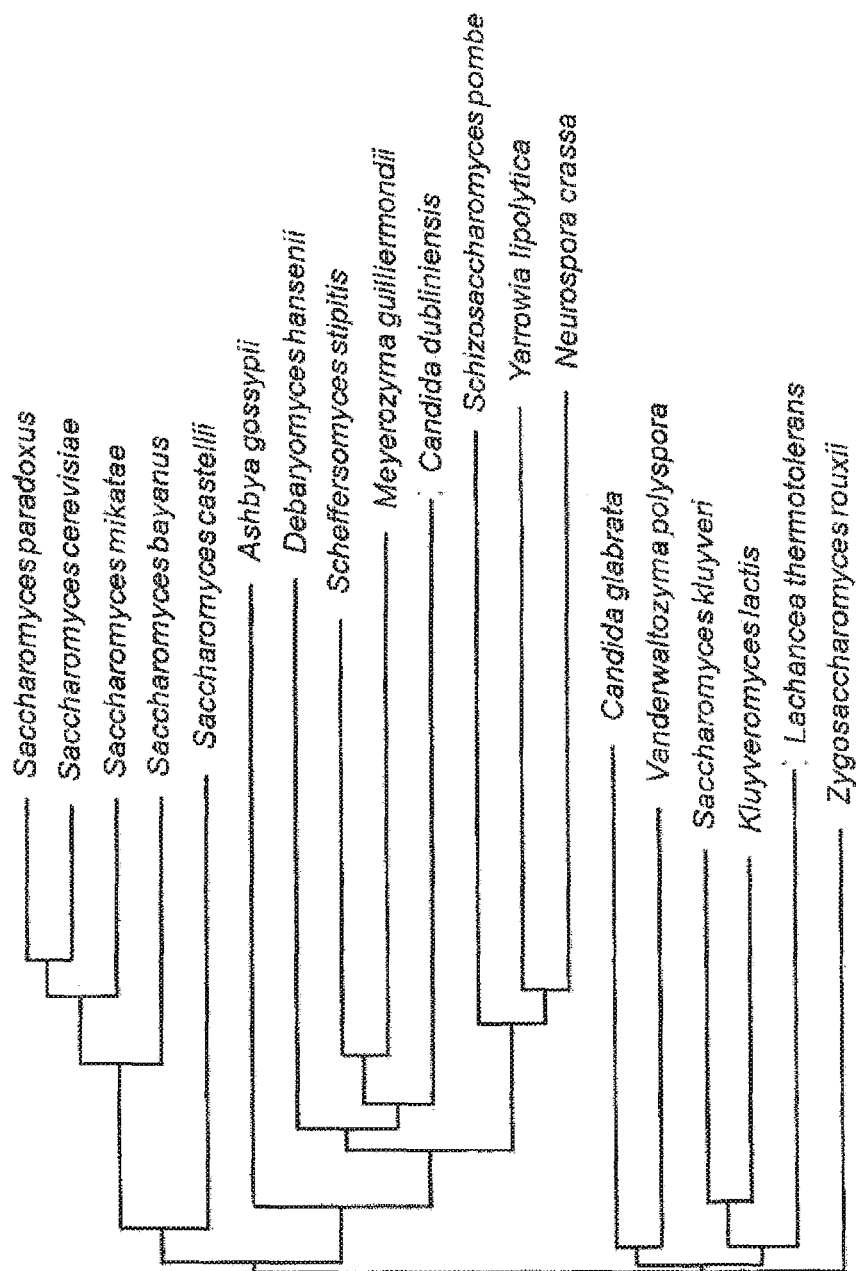 Saccharomyces paradoxus
Saccharomyces cerevisiae
Saccharomyces mikatae
Saccharomyces bayanus
Saccharomyces castellii
Ashbya gossypii
Debaryomyces hansenii
Scheffersomyces stipitis
Meyerozyma guilliermondii
Candida dubliniensis
Schizosaccharomyces pombe
Yarrowia lipolytica
Neurospora crassa
Candida glabrata
Vanderwaltozyma polyspora
Saccharomyces kluyveri
Kluyveromyces lactis
Lachancea thermotolerans
Zygosaccharomyces rouxii